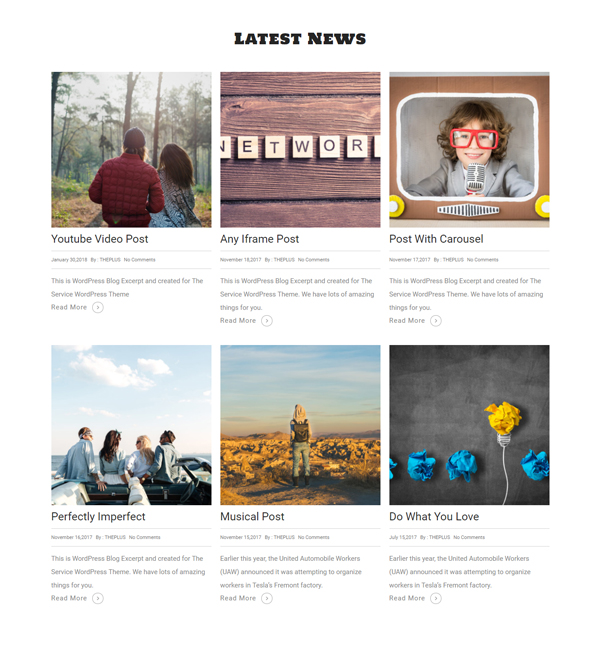 Latest News
NETWORK
Youtube Video Post
January 30,2018 By : THEPLUS No Comments
This is WordPress Blog Excerpt and created for The
Service WordPress Theme
Read More
Any Iframe Post
November 18,2017 By : THEPLUS No Comments
This is WordPress Blog Excerpt and created for The
Service WordPress Theme. We have lots of amazing
things for you.
Read More
Post With Carousel
November 17,2017 By : THEPLUS No Comments
This is WordPress Blog Excerpt and created for The
Service WordPress Theme. We have lots of amazing
things for you.
Read More
Perfectly Imperfect
November 16,2017 By : THEPLUS No Comments
This is WordPress Blog Excerpt and created for The
Service WordPress Theme. We have lots of amazing
things for you.
Read More
Musical Post
November 15,2017 By : THEPLUS No Comments
Earlier this year, the United Automobile Workers
(UAW) announced it was attempting to organize
workers in Tesla's Fremont factory.
Read More
Do What You Love
July 15,2017 By : THEPLUS No Comments
Earlier this year, the United Automobile Workers
(UAW) announced it was attempting to organize
workers in Tesla's Fremont factory.
Read More